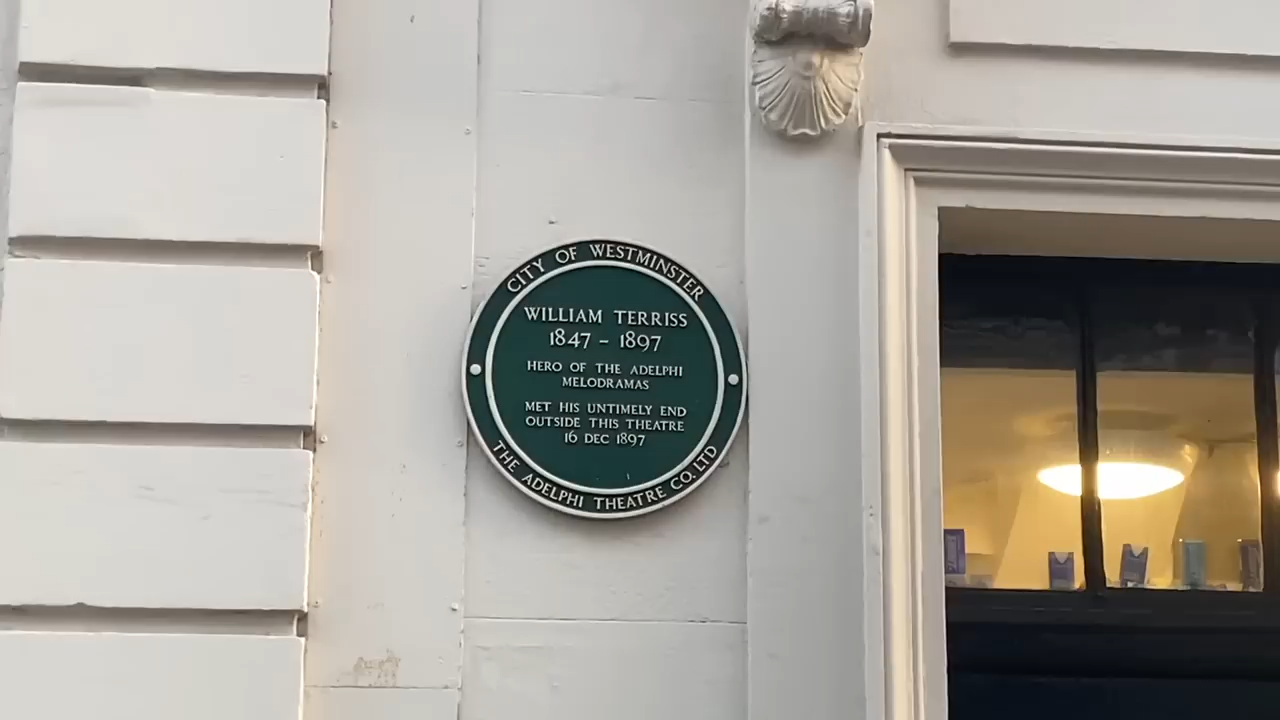 CITY OF WESTMINSTER
WILLIAM TERRISS
1847 - 1897
HERO OF THE ADELPHI
MELODRAMAS
MET HIS UNTIMELY END
OUTSIDE THIS THEATRE
16 DEC 1897
THE ADELPHI THEATRE CO. LTD